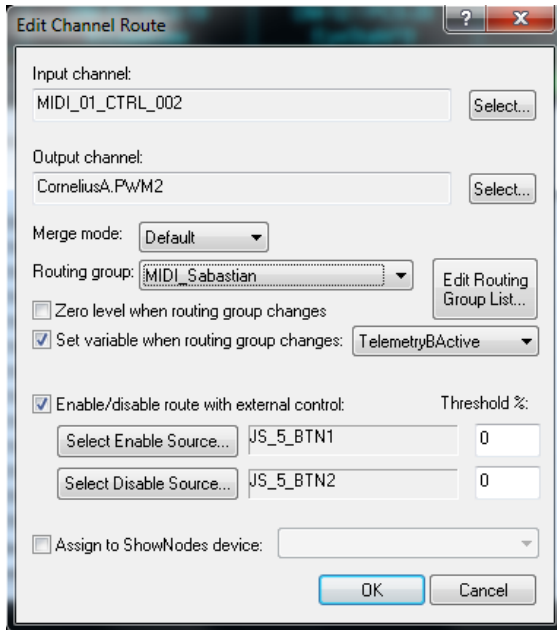 Edit Channel Route
?
X
Input channel:
MIDI_01_CTRL_002
Select...
Output channel:
CorneliusA.PWM2
Select...
Merge mode: Default
Routing group: MIDI_Sabastian
Edit Routing
Group List...
Zero level when routing group changes
Set variable when routing group changes: TelemetryBActive
Enable/disable route with external control: Threshold %:
Select Enable Source... JS_5_BTN1 0
Select Disable Source... JS_5_BTN2 0
Assign to ShowNodes device:
OK Cancel